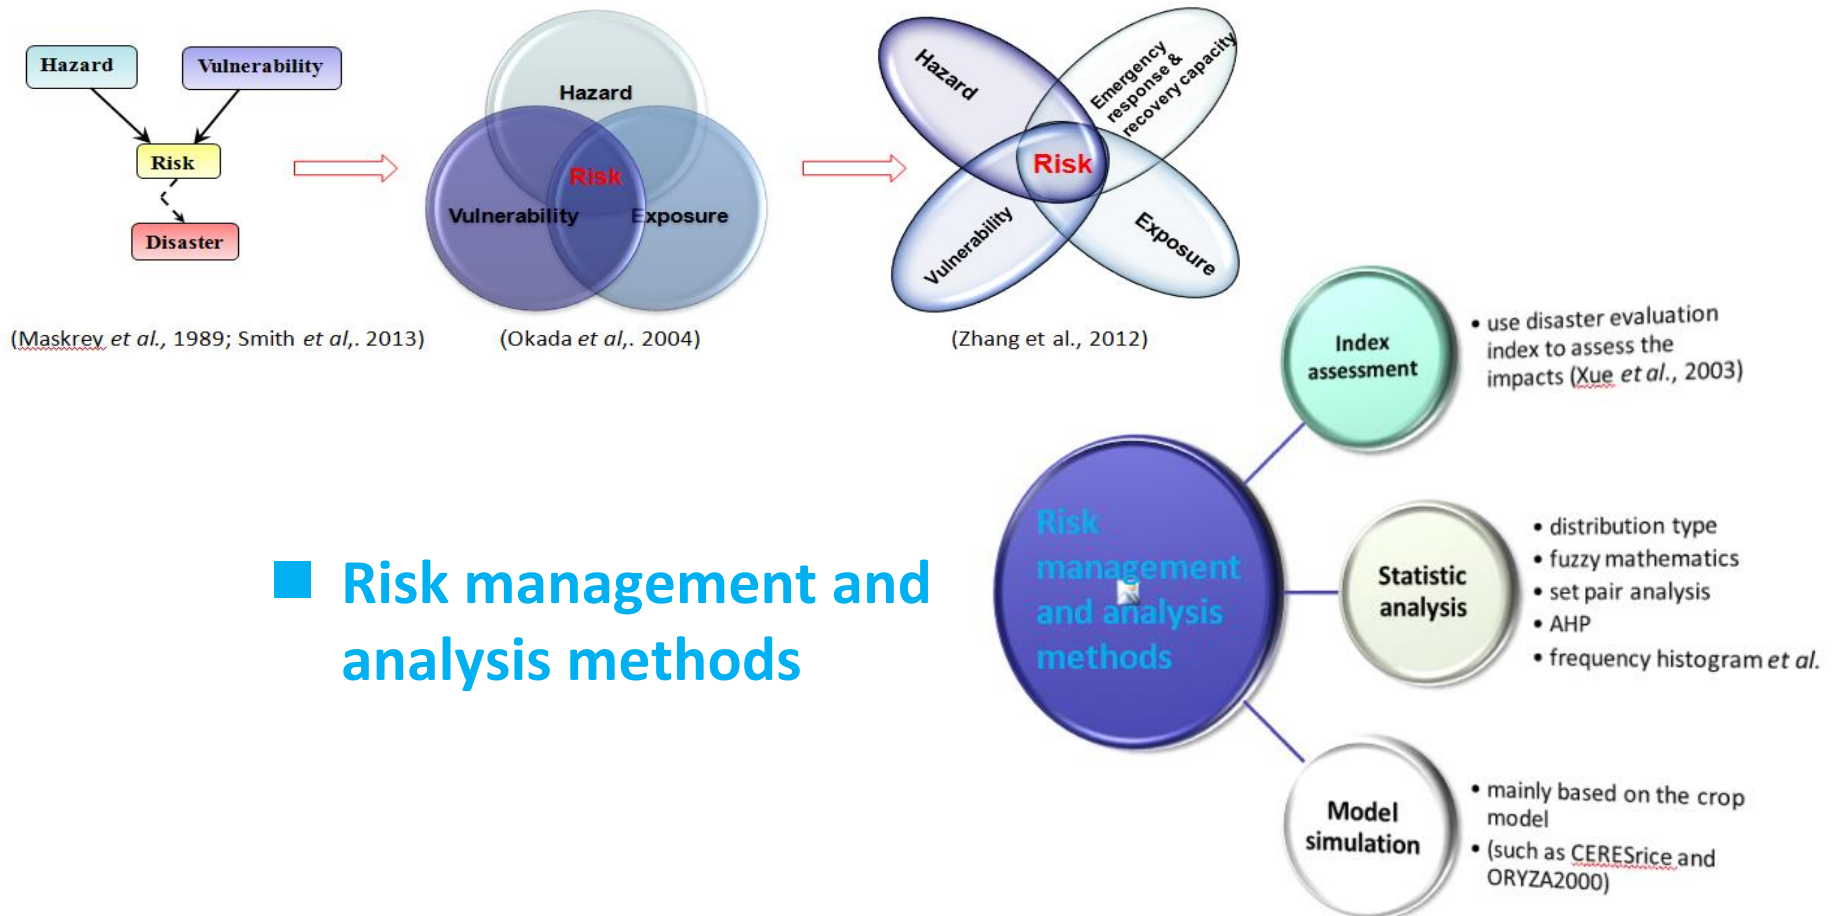 Hazard
Vulnerability
Risk
Disaster
(Maskrey et al., 1989; Smith et al,. 2013)
Hazard
Risk
Vulnerability
Exposure
(Okada et al,. 2004)
Hazard
Emergency
response &
recovery capacity
Risk
Vulnerability
Exposure
(Zhang et al., 2012)
Risk management and
analysis methods
Risk
management
and analysis
methods
Index
assessment
• use disaster evaluation
index to assess the
impacts (Xue et al., 2003)
Statistic
analysis
• distribution type
• fuzzy mathematics
• set pair analysis
• AHP
• frequency histogram et al.
Model
simulation
• mainly based on the crop
model
• (such as CERESrice and
ORYZA2000)